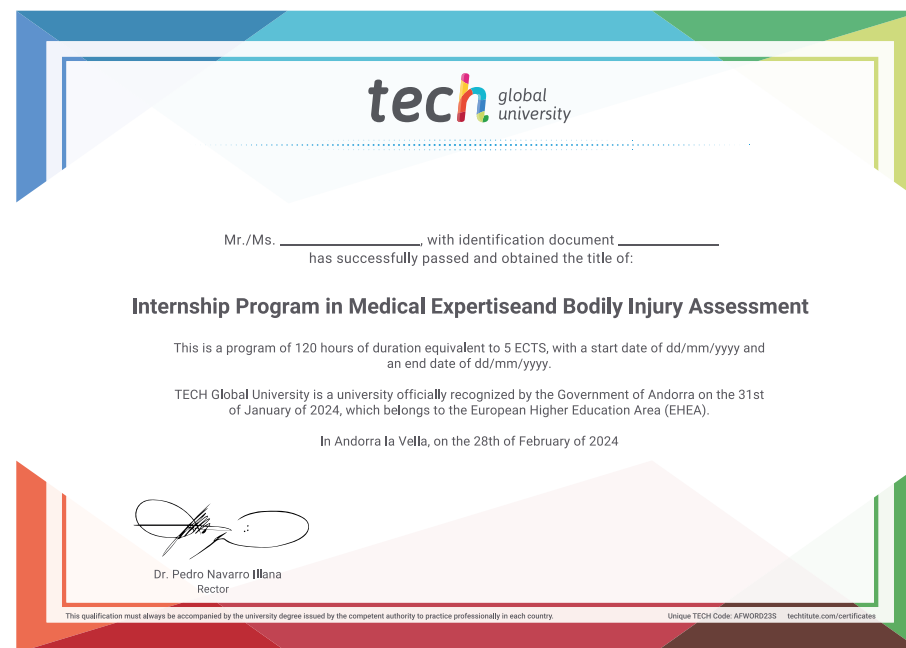 tech global university
Mr./Ms. ____________________, with identification document ______________
has successfully passed and obtained the title of:
Internship Program in Medical Expertiseand Bodily Injury Assessment
This is a program of 120 hours of duration equivalent to 5 ECTS, with a start date of dd/mm/yyyy and
an end date of dd/mm/yyyy.
TECH Global University is a university officially recognized by the Government of Andorra on the 31st
of January of 2024, which belongs to the European Higher Education Area (EHEA).
In Andorra la Vella, on the 28th of February of 2024
Dr. Pedro Navarro Illana
Rector
This qualification must always be accompanied by the university degree issued by the competent authority to practice professionally in each country.
Unique TECH Code: AFWORD23S techtitute.com/certificates